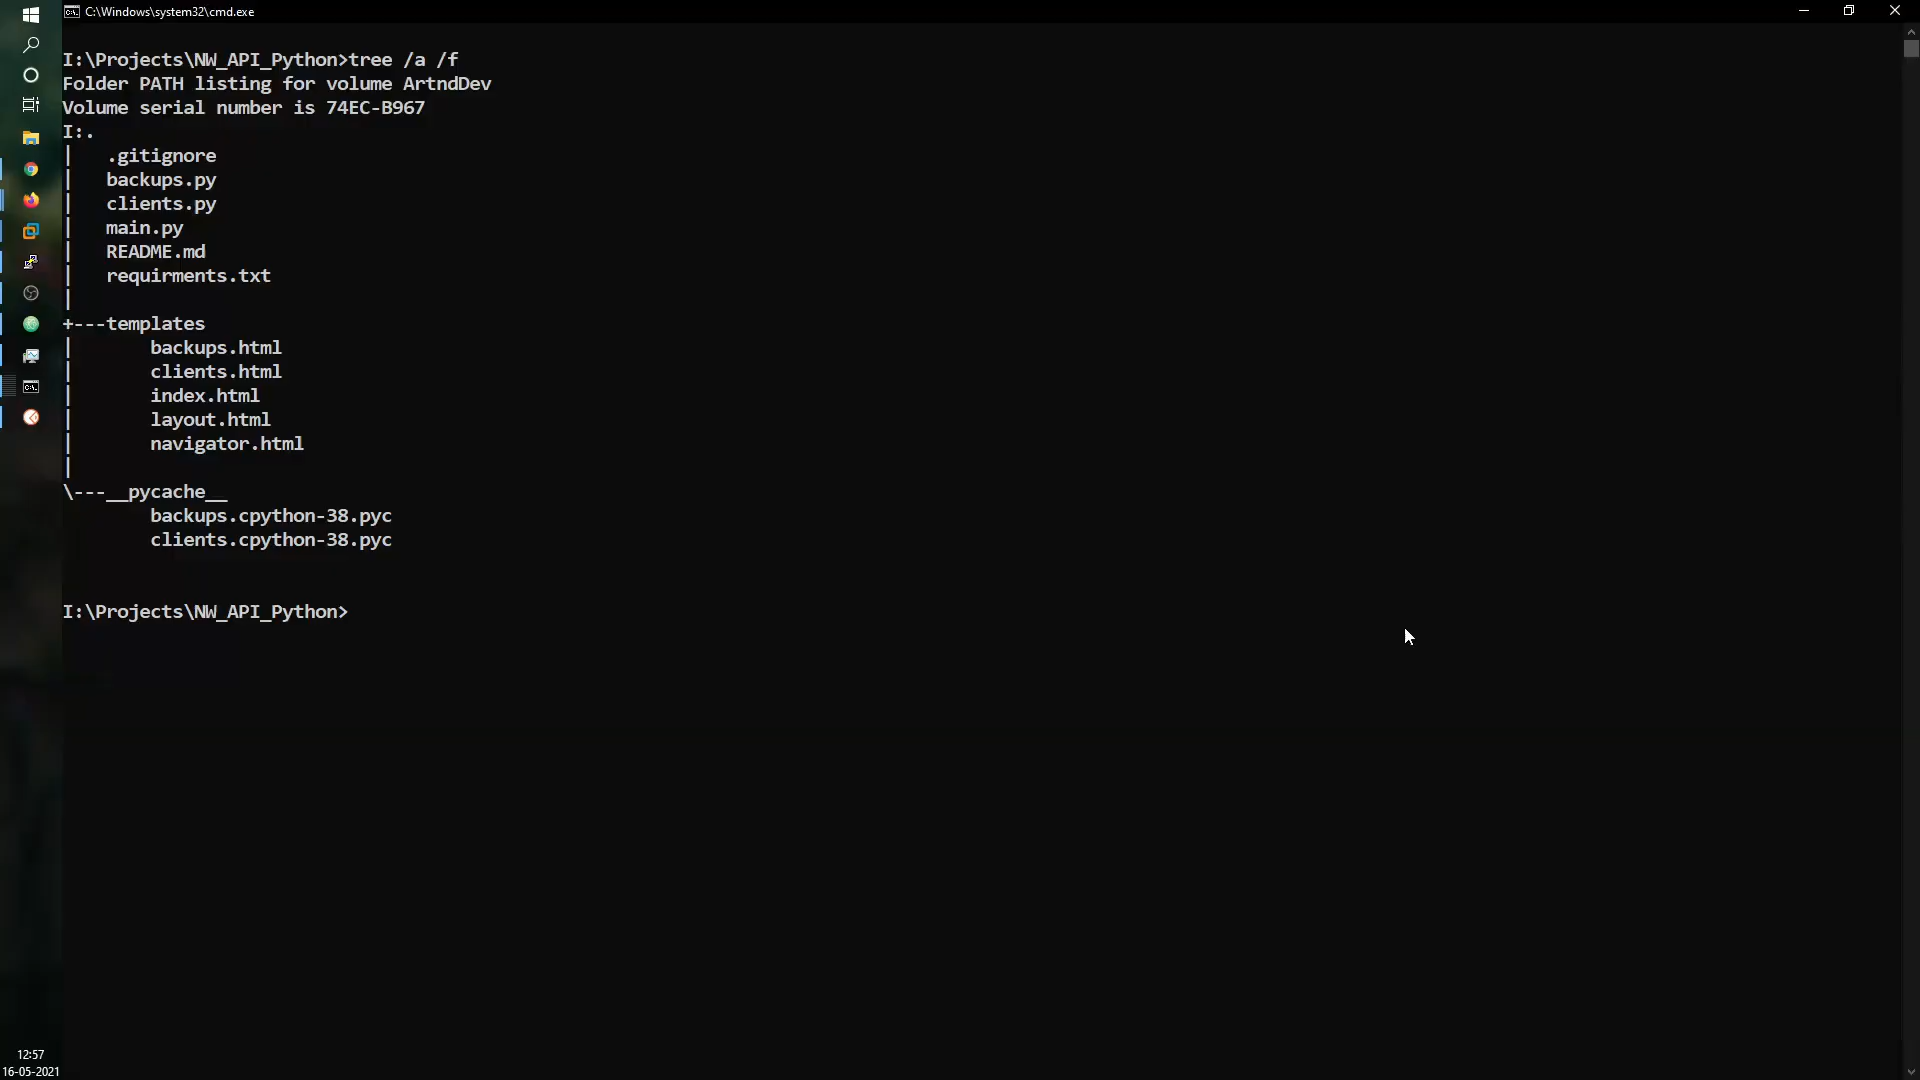 C:\Windows\system32\cmd.exe
I:\Projects\NW_API_Python>tree /a /f
Folder PATH listing for volume ArtndDev
Volume serial number is 74EC-B967
I:.
|   .gitignore
|   backups.py
|   clients.py
|   main.py
|   README.md
|   requirments.txt
|
+---templates
|       backups.html
|       clients.html
|       index.html
|       layout.html
|       navigator.html
|
\---__pycache__
        backups.cpython-38.pyc
        clients.cpython-38.pyc
I:\Projects\NW_API_Python>
12:57
16-05-2021